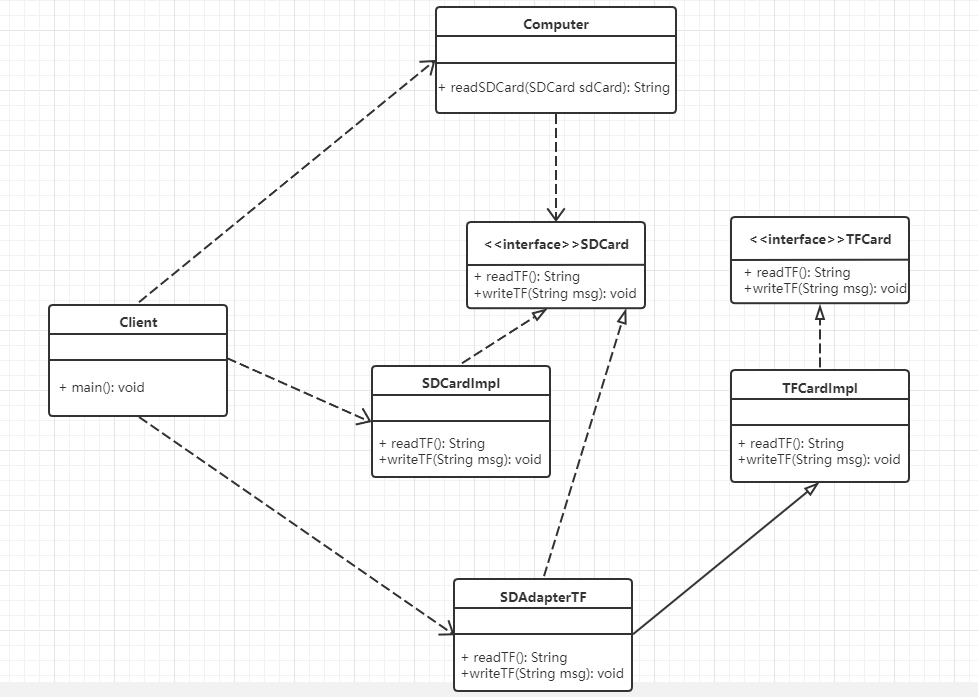 Computer
+ readSDCard(SDCard sdCard): String
<<interface>>SDCard
+ readTF(): String
+writeTF(String msg): void
<<interface>>TFCard
+ readTF(): String
+writeTF(String msg): void
Client
+ main(): void
SDCardImpl
+ readTF(): String
+writeTF(String msg): void
TFCardImpl
+ readTF(): String
+writeTF(String msg): void
SDAdapterTF
+ readTF(): String
+writeTF(String msg): void